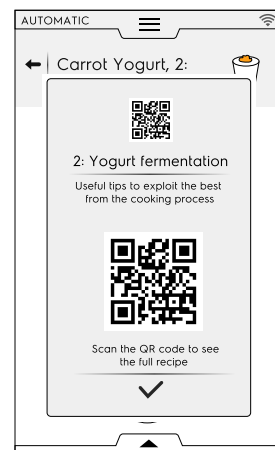 AUTOMATIC
Carrot Yogurt, 2:
2: Yogurt fermentation
Useful tips to exploit the best
from the cooking process
Scan the QR code to see
the full recipe